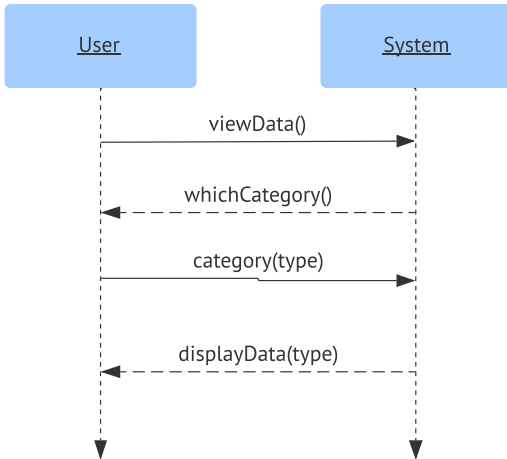 User
System
viewData()
whichCategory()
category(type)
displayData(type)